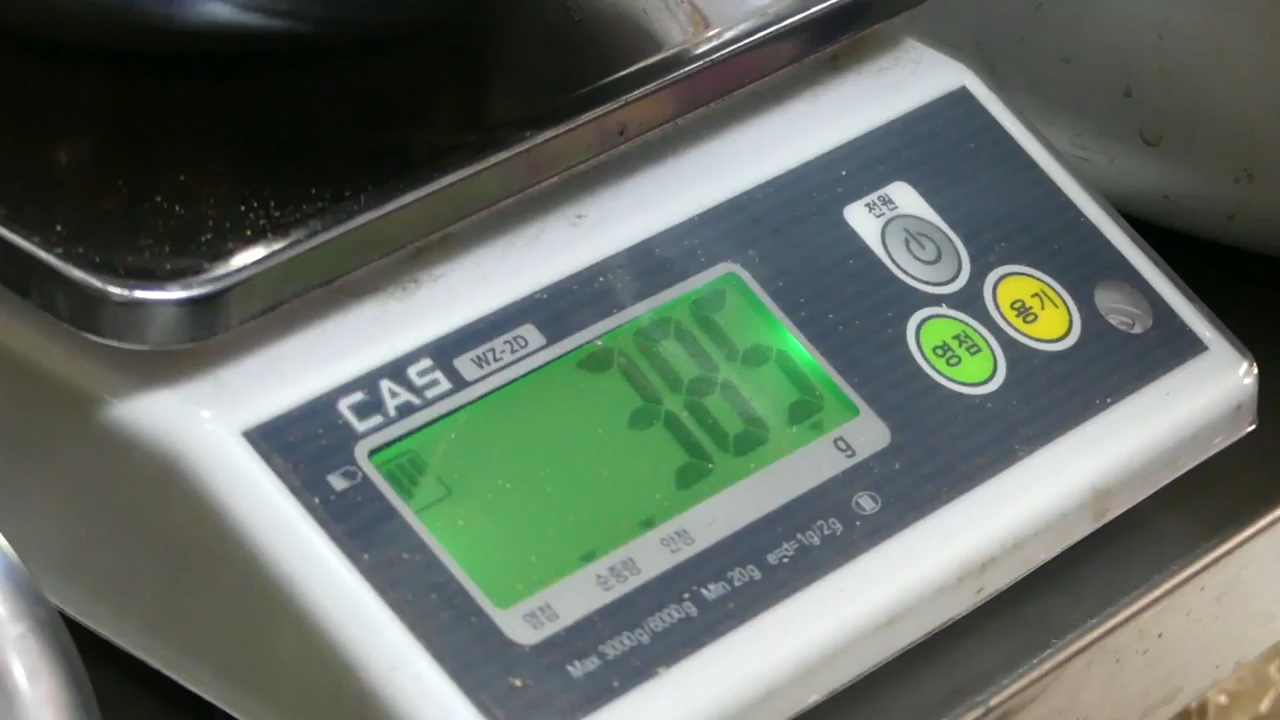 CAS WZ-2D
385
g
영점 순중량 안정
Max 3000g/6000g Min 20g e=d=1g/2g
전원
영점
용기